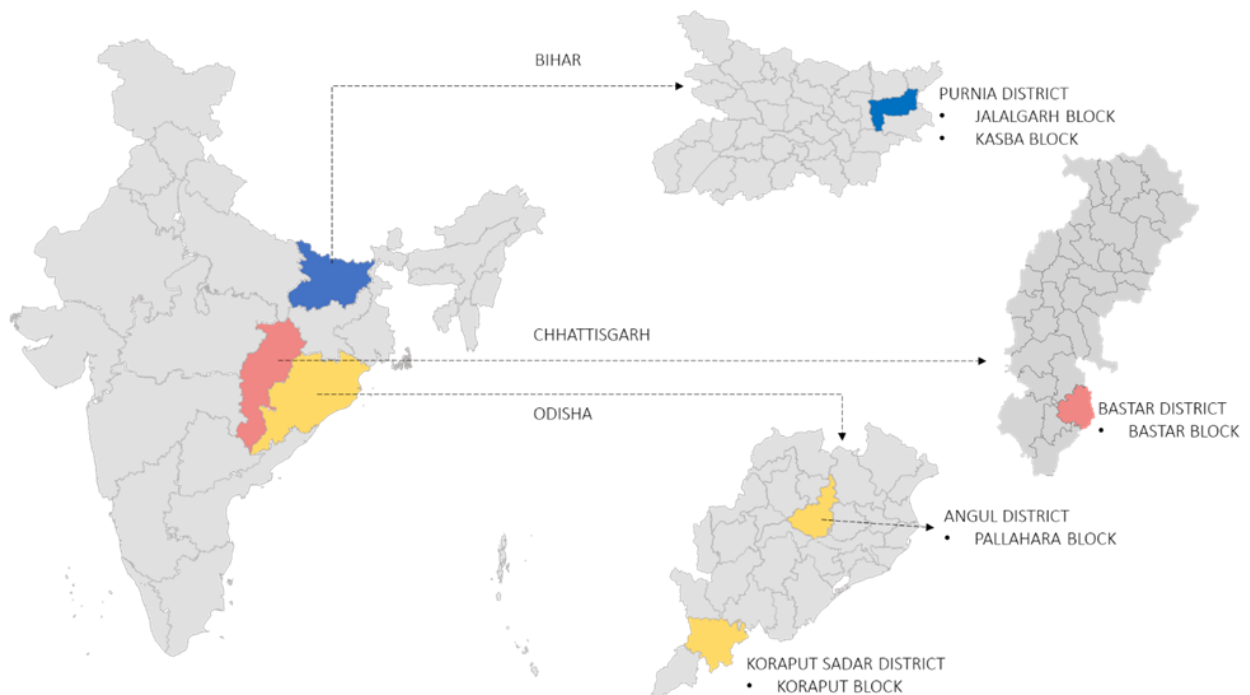 BIHAR
PURNIA DISTRICT
• JALALGARH BLOCK
• KASBA BLOCK
CHHATTISGARH
BASTAR DISTRICT
• BASTAR BLOCK
ODISHA
ANGUL DISTRICT
• PALLAHARA BLOCK
KORAPUT SADAR DISTRICT
• KORAPUT BLOCK